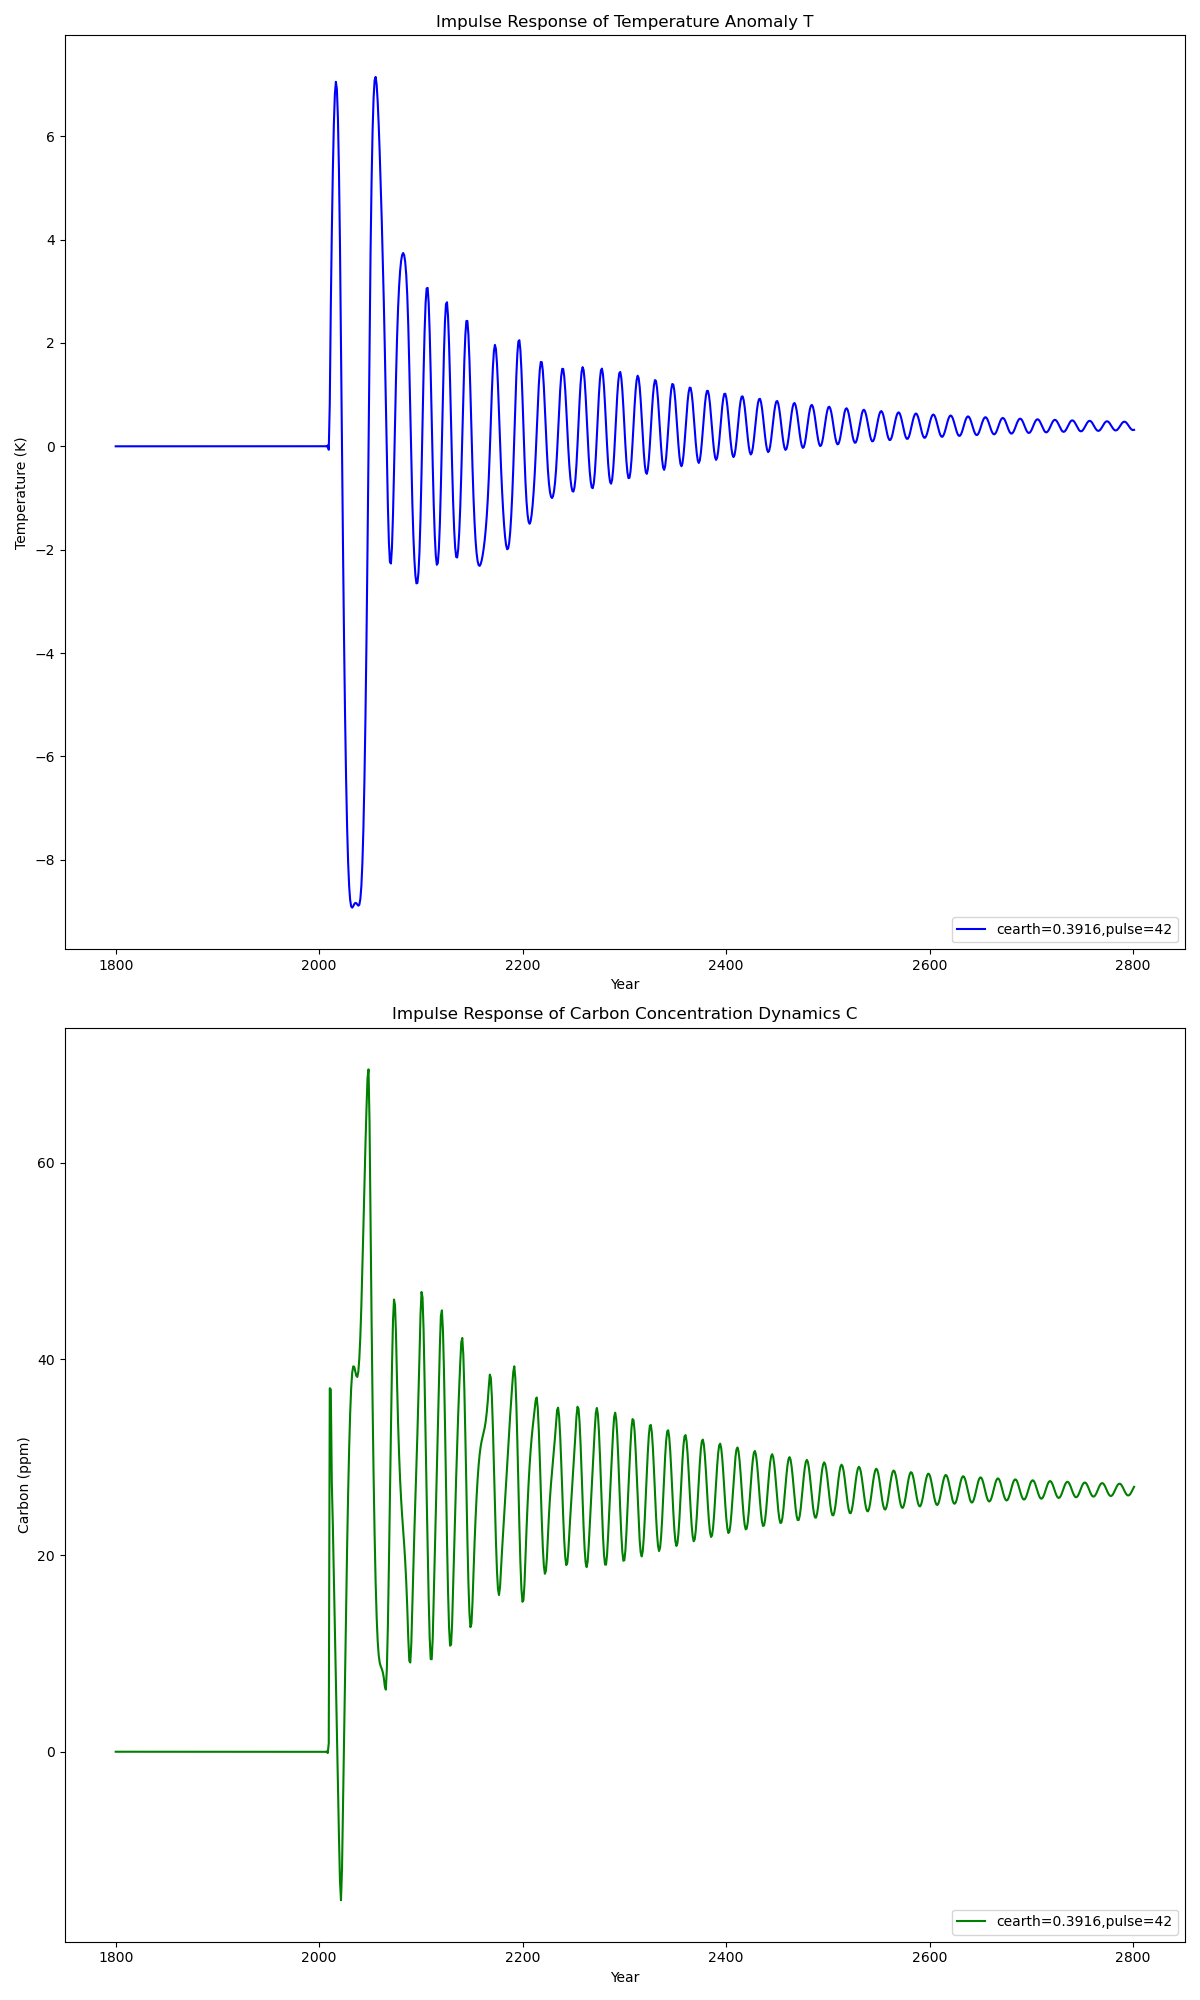 Impulse Response of Temperature Anomaly T
Temperature (K)
6
4
2
0
−2
−4
−6
−8
cearth=0.3916,pulse=42
1800 2000 2200 2400 2600 2800
Year
Impulse Response of Carbon Concentration Dynamics C
Carbon (ppm)
60
40
20
0
cearth=0.3916,pulse=42
1800 2000 2200 2400 2600 2800
Year